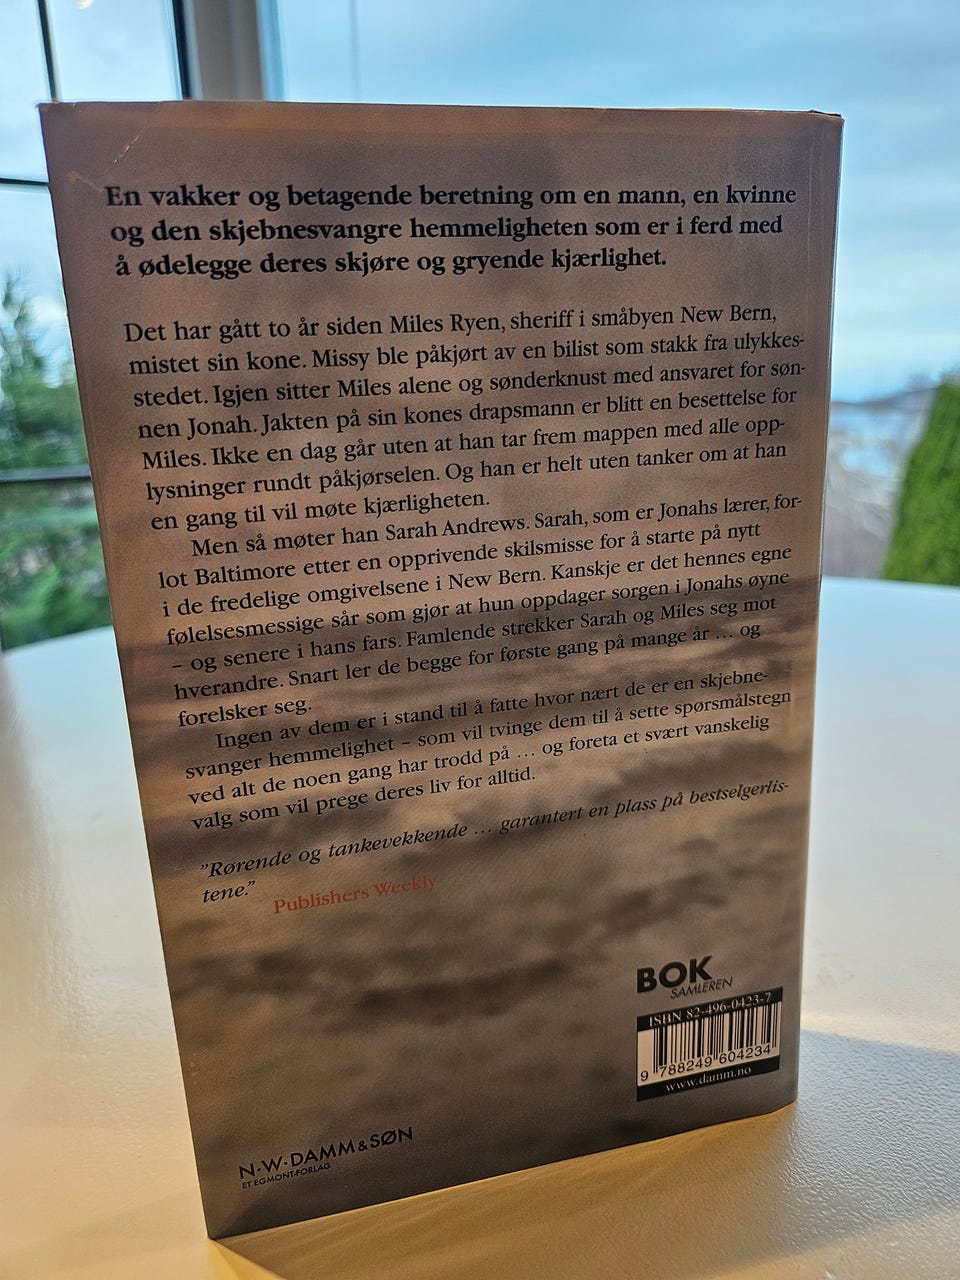 En vakker og betagende beretning om en mann, en kvinne
og den skjebnesvangre hemmeligheten som er i ferd med
å ødelegge deres skjøre og gryende kjærlighet.
Det har gått to år siden Miles Ryen, sheriff i småbyen New Bern,
mistet sin kone. Missy ble påkjørt av en bilist som stakk fra ulykkes-
stedet. Igjen sitter Miles alene og sønderknust med ansvaret for søn-
nen Jonah. Jakten på sin kones drapsmann er blitt en besettelse for
Miles. Ikke en dag går uten at han tar frem mappen med alle opp-
lysninger rundt påkjørselen. Og han er helt uten tanker om at han
en gang til vil møte kjærligheten.
Men så møter han Sarah Andrews. Sarah, som er Jonahs lærer, for-
lot Baltimore etter en opprivende skilsmisse for å starte på nytt
i de fredelige omgivelsene i New Bern. Kanskje er det hennes egne
følelsesmessige sår som gjør at hun oppdager sorgen i Jonahs øyne
– og senere i hans fars. Famlende strekker Sarah og Miles seg mot
hverandre. Snart ler de begge for første gang på mange år … og
forelsker seg.
Ingen av dem er i stand til å fatte hvor nært de er en skjebne-
svanger hemmelighet – som vil tvinge dem til å sette spørsmålstegn
ved alt de noen gang har trodd på … og foreta et svært vanskelig
valg som vil prege deres liv for alltid.
”Rørende og tankevekkende … garantert en plass på bestselgerlis-
tene.”
Publishers Weekly
BOK
SAMLEREN
ISBN 82-496-0423-7
9 788249 604234
www.damm.no
N·W·DAMM & SØN
ET EGMONT-FORLAG